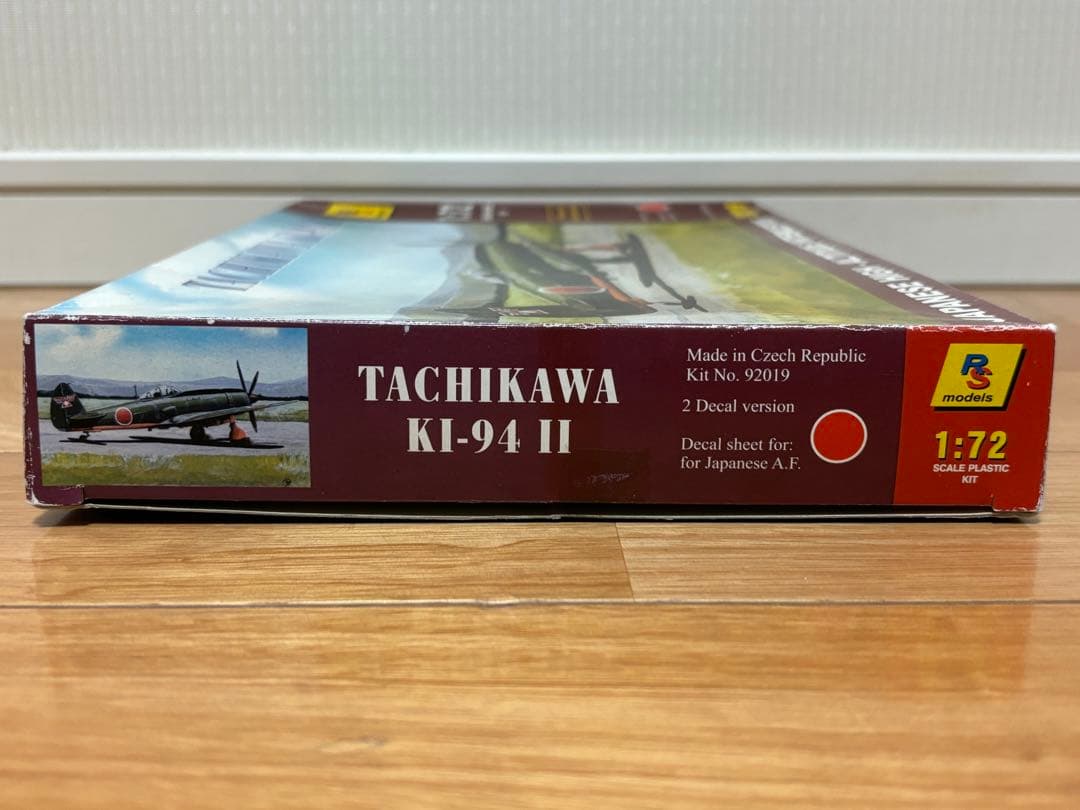 TACHIKAWA
KI-94 II
Made in Czech Republic
Kit No. 92019
2 Decal version
Decal sheet for:
for Japanese A.F.
RS
models
1:72
SCALE PLASTIC
KIT